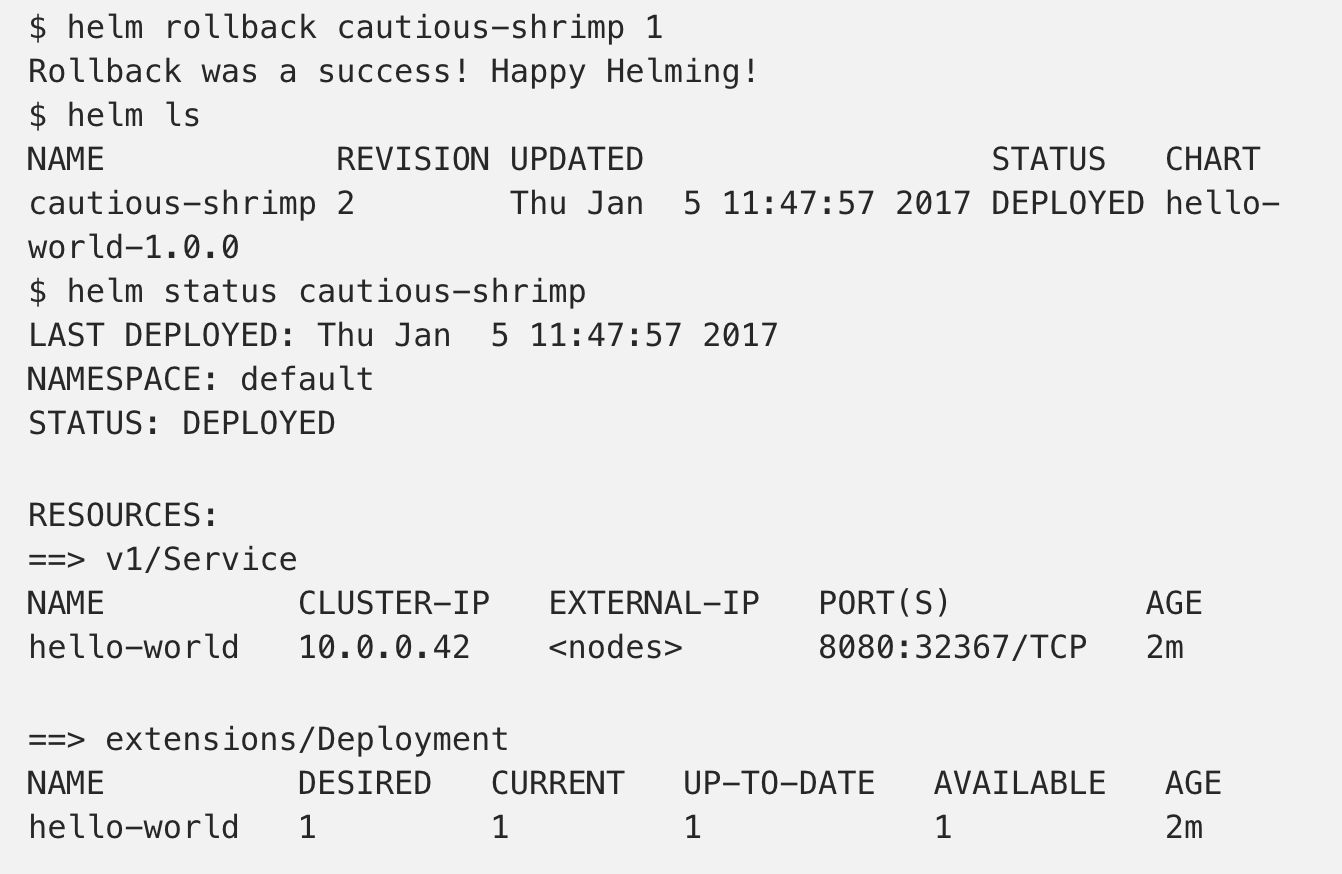 $ helm rollback cautious-shrimp 1
Rollback was a success! Happy Helming!
$ helm ls
NAME            REVISION UPDATED                  STATUS   CHART
cautious-shrimp 2        Thu Jan  5 11:47:57 2017 DEPLOYED hello-
world-1.0.0
$ helm status cautious-shrimp
LAST DEPLOYED: Thu Jan  5 11:47:57 2017
NAMESPACE: default
STATUS: DEPLOYED

RESOURCES:
==> v1/Service
NAME          CLUSTER-IP   EXTERNAL-IP   PORT(S)          AGE
hello-world   10.0.0.42    <nodes>       8080:32367/TCP   2m

==> extensions/Deployment
NAME          DESIRED   CURRENT   UP-TO-DATE   AVAILABLE   AGE
hello-world   1         1         1            1           2m